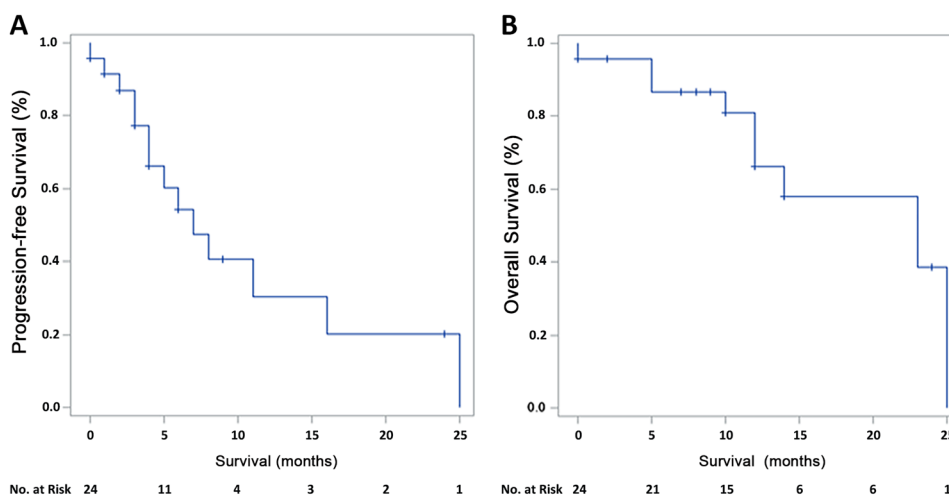 A
B
Progression-free Survival (%)
1.0
0.8
0.6
0.4
0.2
0.0
0 5 10 15 20 25
Survival (months)
No. at Risk 24 11 4 3 2 1
Overall Survival (%)
1.0
0.8
0.6
0.4
0.2
0.0
0 5 10 15 20 25
Survival (months)
No. at Risk 24 21 15 6 6 1